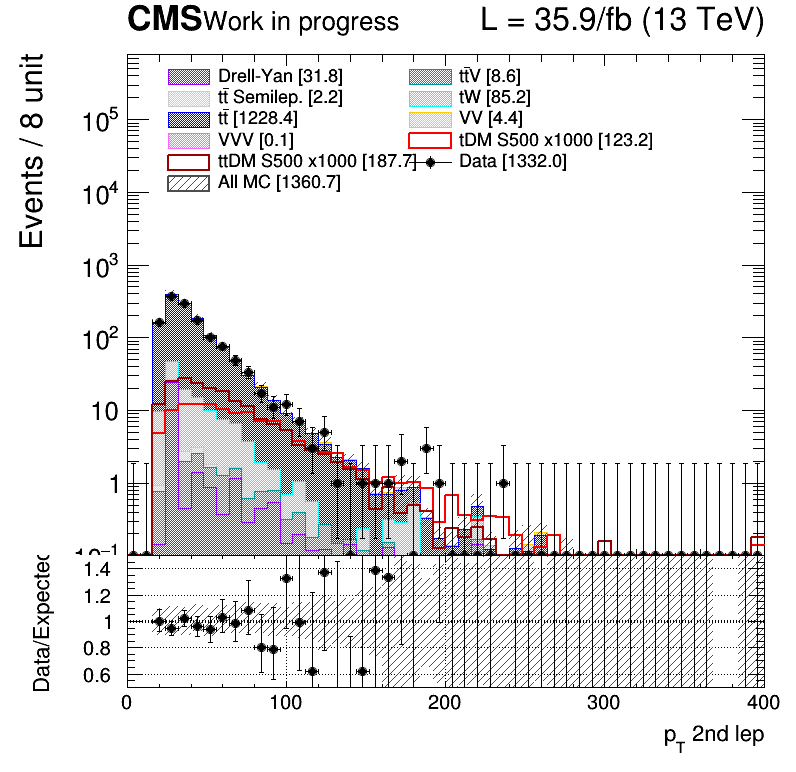 CMS Work in progress L = 35.9/fb (13 TeV)
Events / 8 unit
Drell-Yan [31.8] tt̄V [8.6]
tt̄ Semilep. [2.2] tW [85.2]
tt̄ [1228.4] VV [4.4]
VVV [0.1] tDM S500 x1000 [123.2]
ttDM S500 x1000 [187.7] Data [1332.0]
All MC [1360.7]
10⁵
10⁴
10³
10²
10
1
10⁻¹
Data/Expected
1.4
1.2
1
0.8
0.6
0 100 200 300 400
p_T 2nd lep